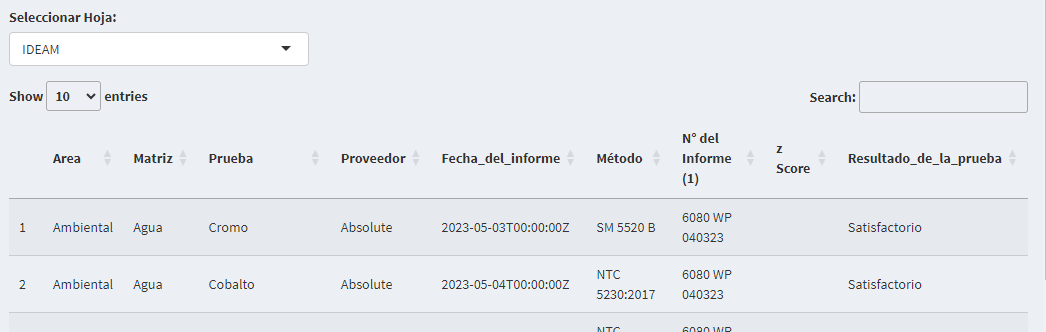 Seleccionar Hoja:
IDEAM
Show 10 entries
Search:
Area Matriz Prueba Proveedor Fecha_del_informe Método N° del Informe (1) z Score Resultado_de_la_prueba
1 Ambiental Agua Cromo Absolute 2023-05-03T00:00:00Z SM 5520 B 6080 WP 040323 Satisfactorio
2 Ambiental Agua Cobalto Absolute 2023-05-04T00:00:00Z NTC 5230:2017 6080 WP 040323 Satisfactorio
NTC 6080 WP